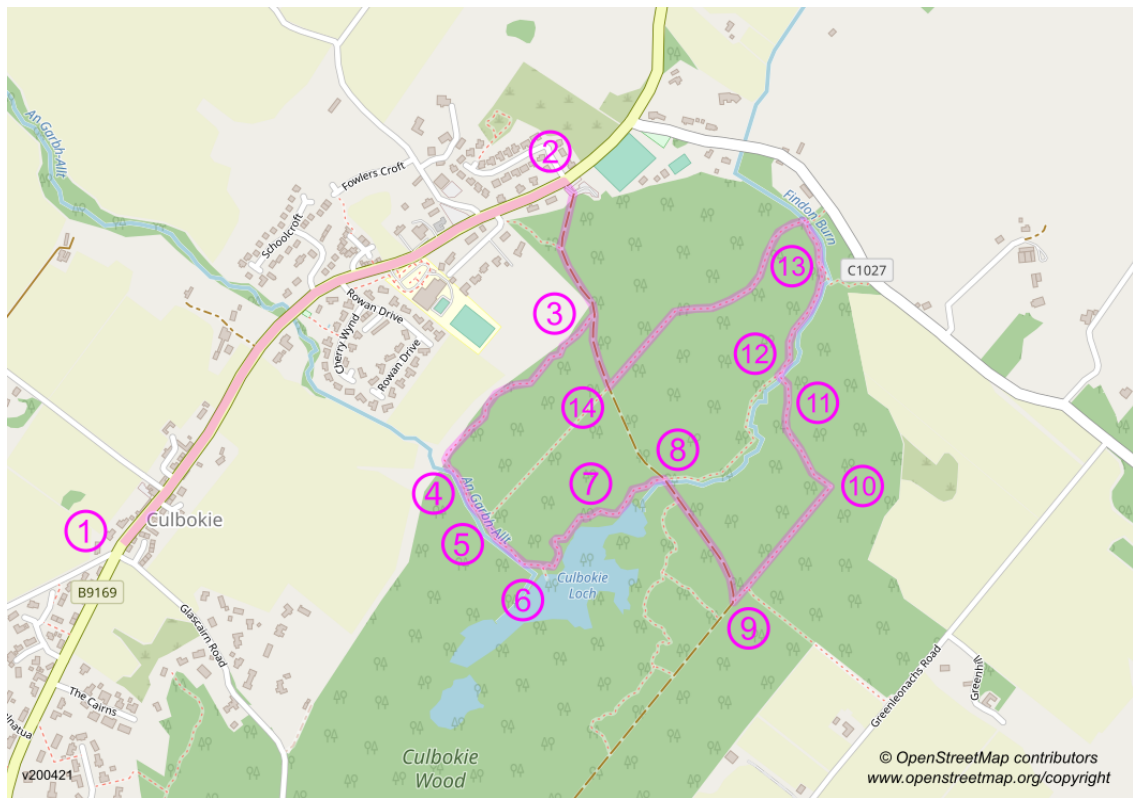 An Garbh-Allt
2
Fowlers Croft
Schoolcroft
Findon Burn
13
C1027
Rowan Drive
3
Cherry Wynd
Rowan Drive
12
14
11
8
4
7
10
An Garbh-Allt
1
Culbokie
5
B9169
6
Culbokie
Loch
9
Glascairn Road
Greenleonachs Road
Greenhill
The Cairns
lnatua
Culbokie
Wood
v200421
© OpenStreetMap contributors
www.openstreetmap.org/copyright